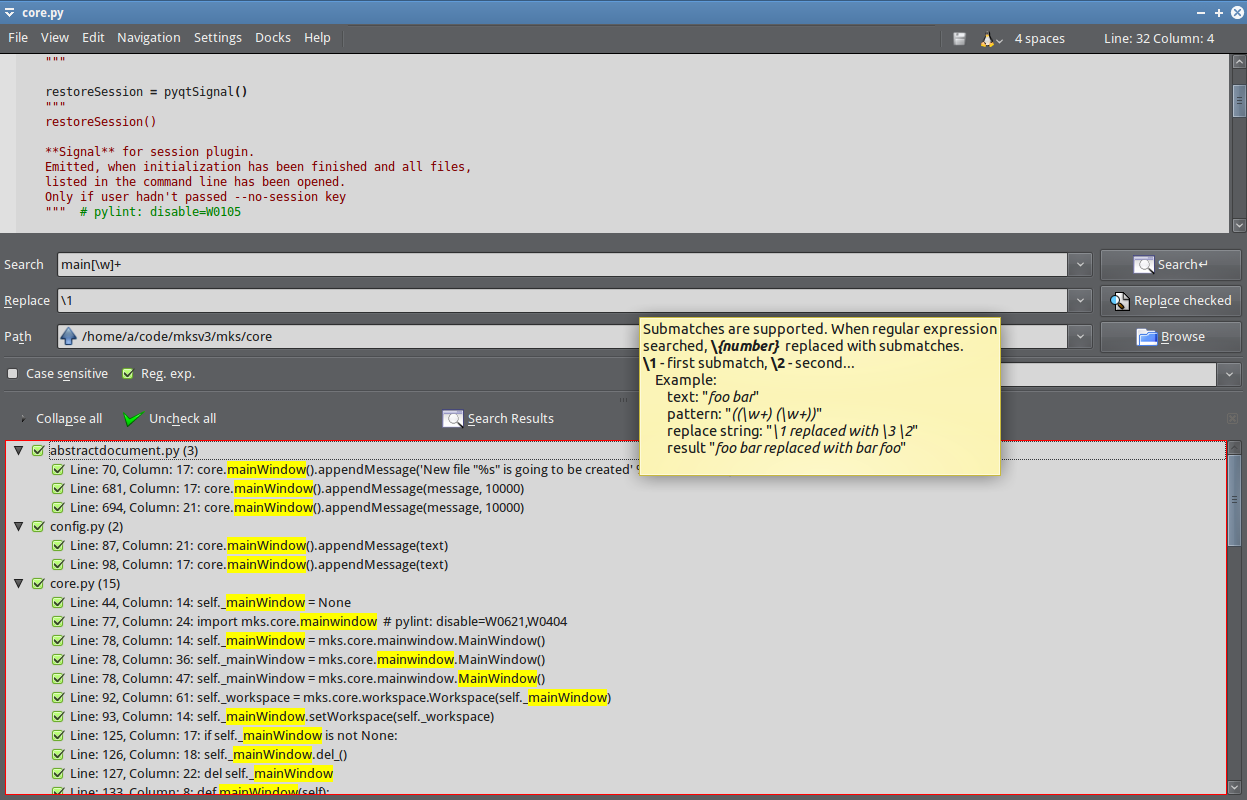 core.py
File View Edit Navigation Settings Docks Help 4 spaces Line: 32 Column: 4
"""
restoreSession = pyqtSignal()
"""
restoreSession()
**Signal** for session plugin.
Emitted, when initialization has been finished and all files,
listed in the command line has been opened.
Only if user hadn't passed --no-session key
""" # pylint: disable=W0105
Search main[\w]+ Search↵
Replace \1 Replace checked
Path /home/a/code/mksv3/mks/core Browse
Submatches are supported. When regular expression
searched, \{number} replaced with submatches.
\1 - first submatch, \2 - second...
Example:
text: "foo bar"
pattern: "((\w+) (\w+))"
replace string: "\1 replaced with \3 \2"
result "foo bar replaced with bar foo"
Case sensitive Reg. exp.
Collapse all Uncheck all Search Results
abstractdocument.py (3)
Line: 70, Column: 17: core.mainWindow().appendMessage('New file "%s" is going to be created'
Line: 681, Column: 17: core.mainWindow().appendMessage(message, 10000)
Line: 694, Column: 21: core.mainWindow().appendMessage(message, 10000)
config.py (2)
Line: 87, Column: 21: core.mainWindow().appendMessage(text)
Line: 98, Column: 17: core.mainWindow().appendMessage(text)
core.py (15)
Line: 44, Column: 14: self._mainWindow = None
Line: 77, Column: 24: import mks.core.mainwindow # pylint: disable=W0621,W0404
Line: 78, Column: 14: self._mainWindow = mks.core.mainwindow.MainWindow()
Line: 78, Column: 36: self._mainWindow = mks.core.mainwindow.MainWindow()
Line: 78, Column: 47: self._mainWindow = mks.core.mainwindow.MainWindow()
Line: 92, Column: 61: self._workspace = mks.core.workspace.Workspace(self._mainWindow)
Line: 93, Column: 14: self._mainWindow.setWorkspace(self._workspace)
Line: 125, Column: 17: if self._mainWindow is not None:
Line: 126, Column: 18: self._mainWindow.del_()
Line: 127, Column: 22: del self._mainWindow
Line: 133, Column: 8: def mainWindow(self):